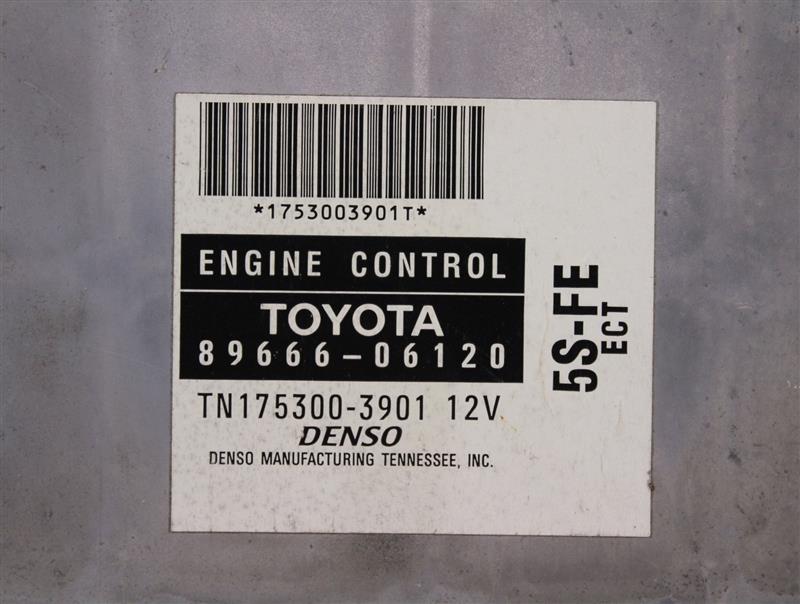 *1753003901T*
ENGINE CONTROL
TOYOTA
89666-06120
TN175300-3901 12V
DENSO
DENSO MANUFACTURING TENNESSEE, INC.
5S-FE
ECT